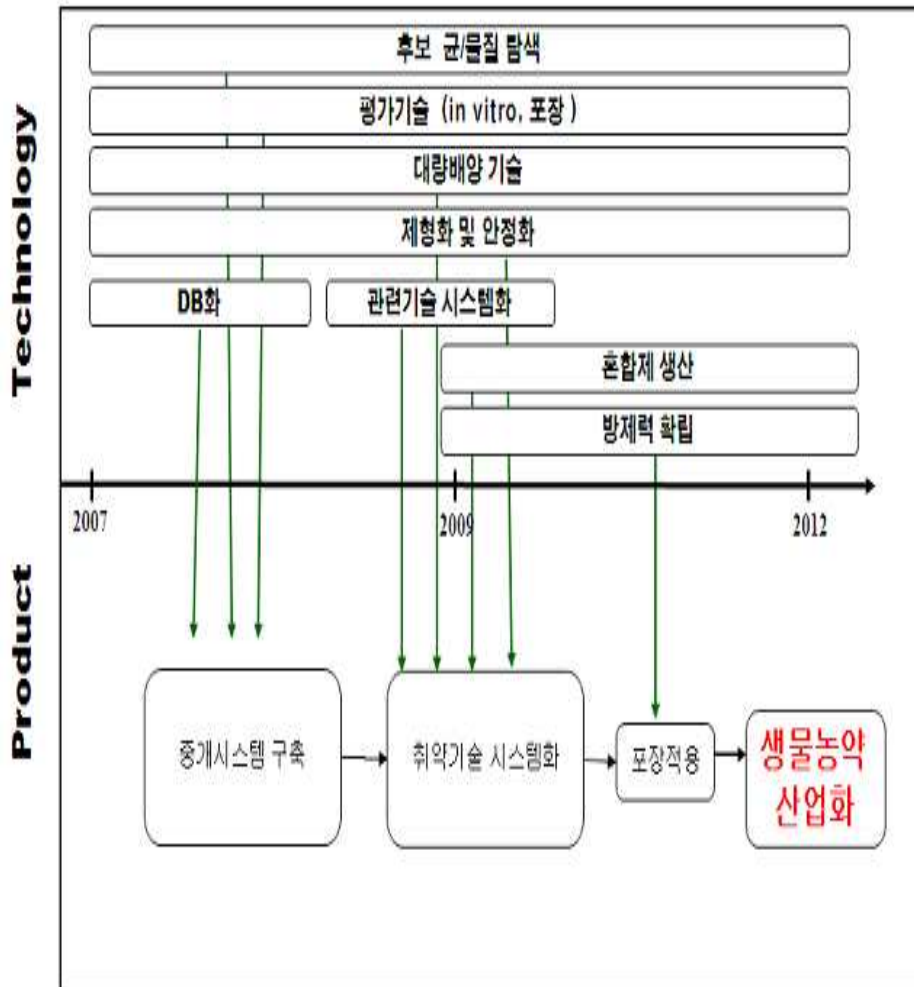 Technology
후보 균/물질 탐색
평가기술 (in vitro, 포장 )
대량배양 기술
제형화 및 안정화
DB화
관련기술 시스템화
혼합제 생산
방제력 확립
2007
2009
2012
Product
중개시스템 구축
취약기술 시스템화
포장적용
생물농약
산업화